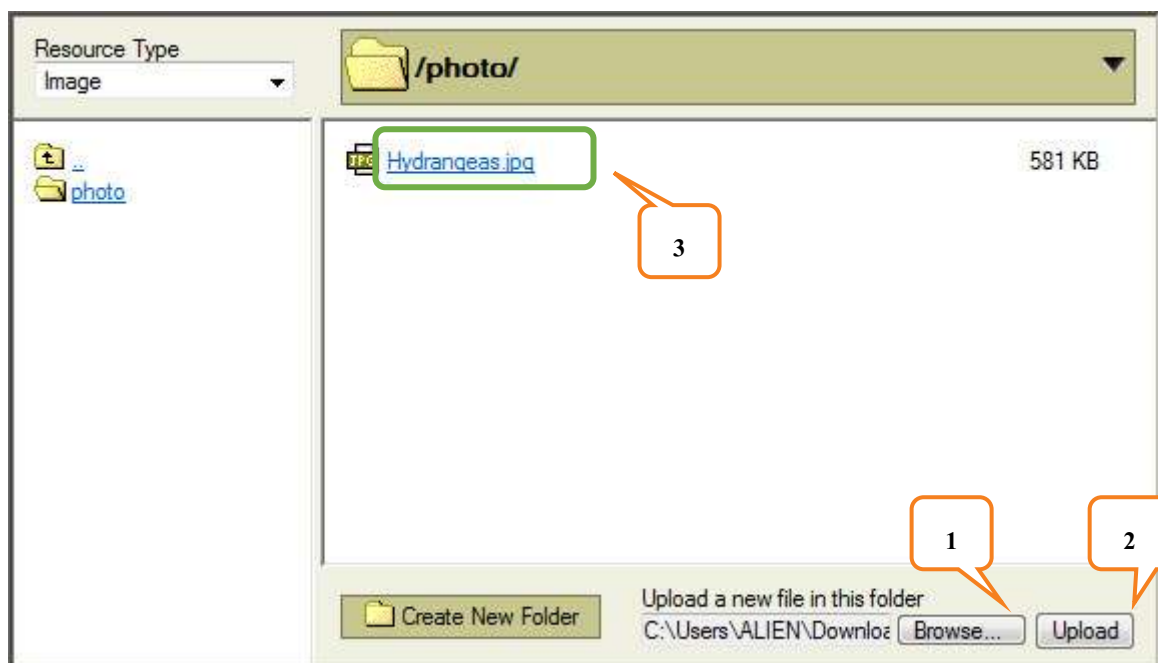 Resource Type
Image
/photo/
..
photo
Hydrangeas.jpg
581 KB
3
1
2
Create New Folder
Upload a new file in this folder
C:\Users\ALIEN\Downloa
Browse...
Upload